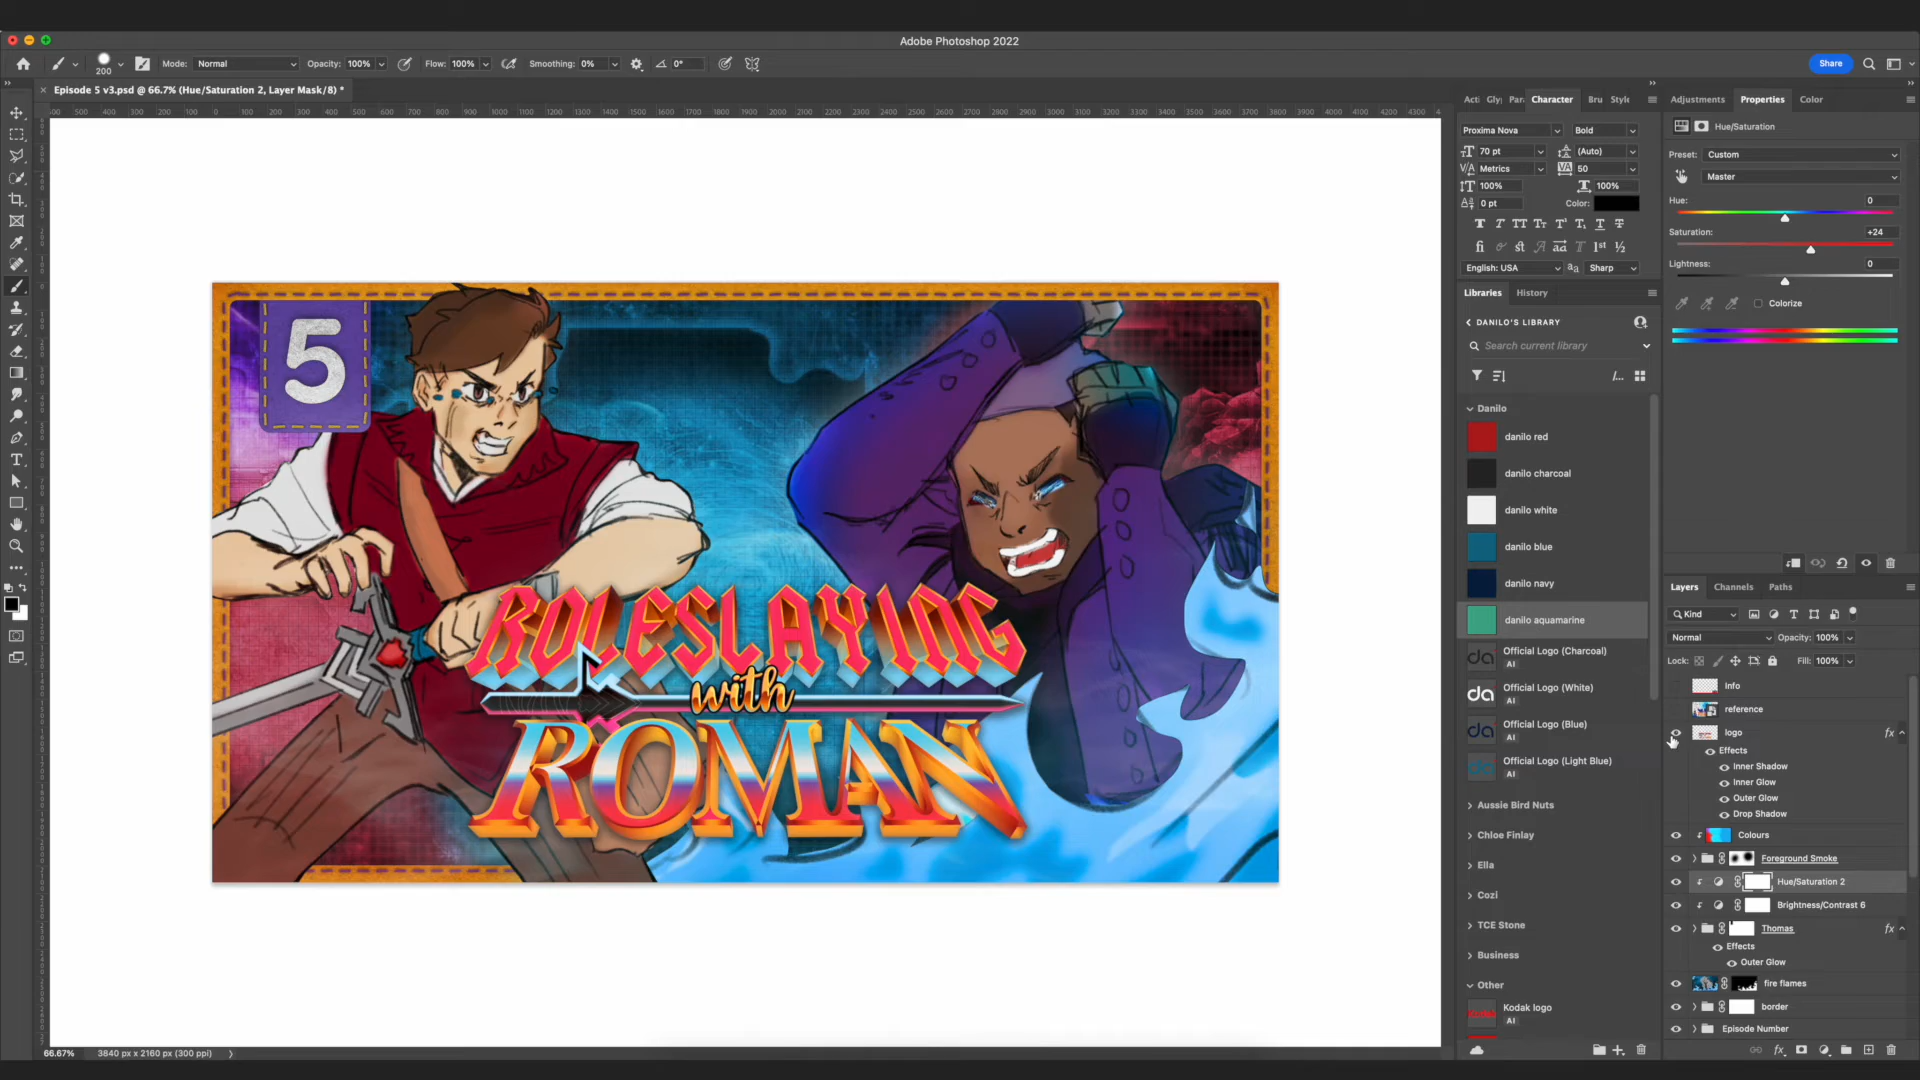 Adobe Photoshop 2022
200
Mode: Normal
Opacity: 100%
Flow: 100%
Smoothing: 0%
0°
Share
Episode 5 v3.psd @ 66.7% (Hue/Saturation 2, Layer Mask/8) *
5
ROLESLAYING
with
ROMAN
66.67%
3840 px x 2160 px (300 ppi)
Acti
Gly
Par
Character
Bru
Style
Proxima Nova
Bold
70 pt
(Auto)
Metrics
50
100%
100%
0 pt
Color:
English: USA
Sharp
Libraries
History
DANILO'S LIBRARY
Search current library
Danilo
danilo red
danilo charcoal
danilo white
danilo blue
danilo navy
danilo aquamarine
Official Logo (Charcoal)
AI
Official Logo (White)
AI
Official Logo (Blue)
AI
Official Logo (Light Blue)
AI
Aussie Bird Nuts
Chloe Finlay
Ella
Cozi
TCE Stone
Business
Other
Kodak logo
AI
Adjustments
Properties
Color
Hue/Saturation
Preset: Custom
Master
Hue: 0
Saturation: +24
Lightness: 0
Colorize
Layers
Channels
Paths
Kind
Normal
Opacity: 100%
Lock:
Fill: 100%
Info
reference
logo
fx
Effects
Inner Shadow
Inner Glow
Outer Glow
Drop Shadow
Colours
Foreground Smoke
Hue/Saturation 2
Brightness/Contrast 6
Thomas
fx
Effects
Outer Glow
fire flames
border
Episode Number